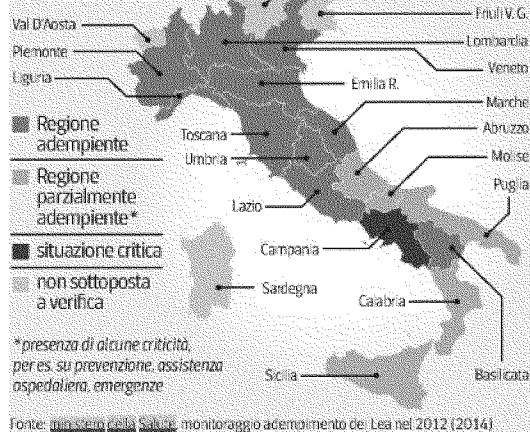 Friuli V. G.
Val D'Aosta
Lombardia
Piemonte
Veneto
Liguria
Emilia R.
Marche
Regione
adempiente
Toscana
Abruzzo
Umbria
Molise
Regione
parzialmente
adempiente*
Puglia
Lazio
situazione critica
Campania
non sottoposta
a verifica
Sardegna
Calabria
*presenza di alcune criticità,
per es. su prevenzione, assistenza
ospedaliera, emergenze
Sicilia
Basilicata
Fonte: ministero della Salute, monitoraggio adempimento dei Lea nel 2012 (2014)